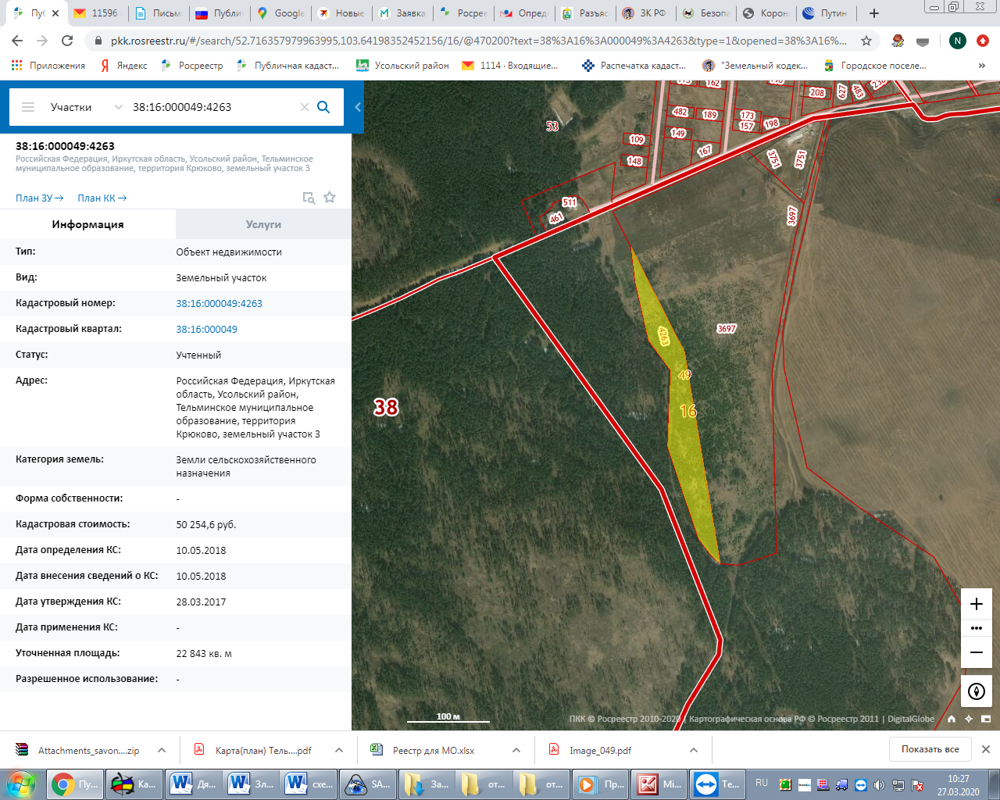 Пуб
11596
Письм
Публич
Google
Новые
Заявка
Росрее
Опред
Разъяс
ЗК РФ
Безопа
Корон
Путин
pkk.rosreestr.ru/#/search/52.716357979963995,103.64198352452156/16/@470200?text=38%3A16%3A000049%3A4263&type=1&opened=38%3A16%...
N
Приложения
Яндекс
Росреестр
Публичная кадаст...
Усольский район
1114 · Входящие...
Распечатка кадаст...
"Земельный кодек...
Городское поселе...
»
Участки
38:16:000049:4263
38:16:000049:4263
Российская Федерация, Иркутская область, Усольский район, Тельминское
муниципальное образование, территория Крюково, земельный участок 3
План ЗУ →
План КК →
Информация
Услуги
Тип:
Объект недвижимости
Вид:
Земельный участок
Кадастровый номер:
38:16:000049:4263
Кадастровый квартал:
38:16:000049
Статус:
Учтенный
Адрес:
Российская Федерация, Иркутская
область, Усольский район,
Тельминское муниципальное
образование, территория
Крюково, земельный участок 3
Категория земель:
Земли сельскохозяйственного
назначения
Форма собственности:
-
Кадастровая стоимость:
50 254,6 руб.
Дата определения КС:
10.05.2018
Дата внесения сведений о КС:
10.05.2018
Дата утверждения КС:
28.03.2017
Дата применения КС:
-
Уточненная площадь:
22 843 кв. м
Разрешенное использование:
-
162
208
627
483
230
482
189
173
157
198
53
149
109
167
148
3751
3751
511
461
3697
4263
3697
49
16
38
100 м
ПКК © Росреестр 2010-2020 | Картографическая основа РФ © Росреестр 2011 | DigitalGlobe
Attachments_savon....zip
Карта(план) Тель....pdf
Реестр для МО.xlsx
Image_049.pdf
Показать все
Пу...
Ка...
Дя...
Зл...
схе...
SA...
За...
от...
от...
Пр...
Mi...
Te...
RU
10:27
27.03.2020